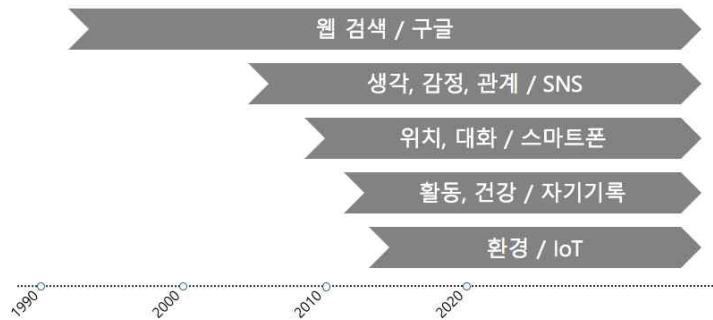 웹 검색 / 구글
생각, 감정, 관계 / SNS
위치, 대화 / 스마트폰
활동, 건강 / 자기기록
환경 / IoT
1990
2000
2010
2020